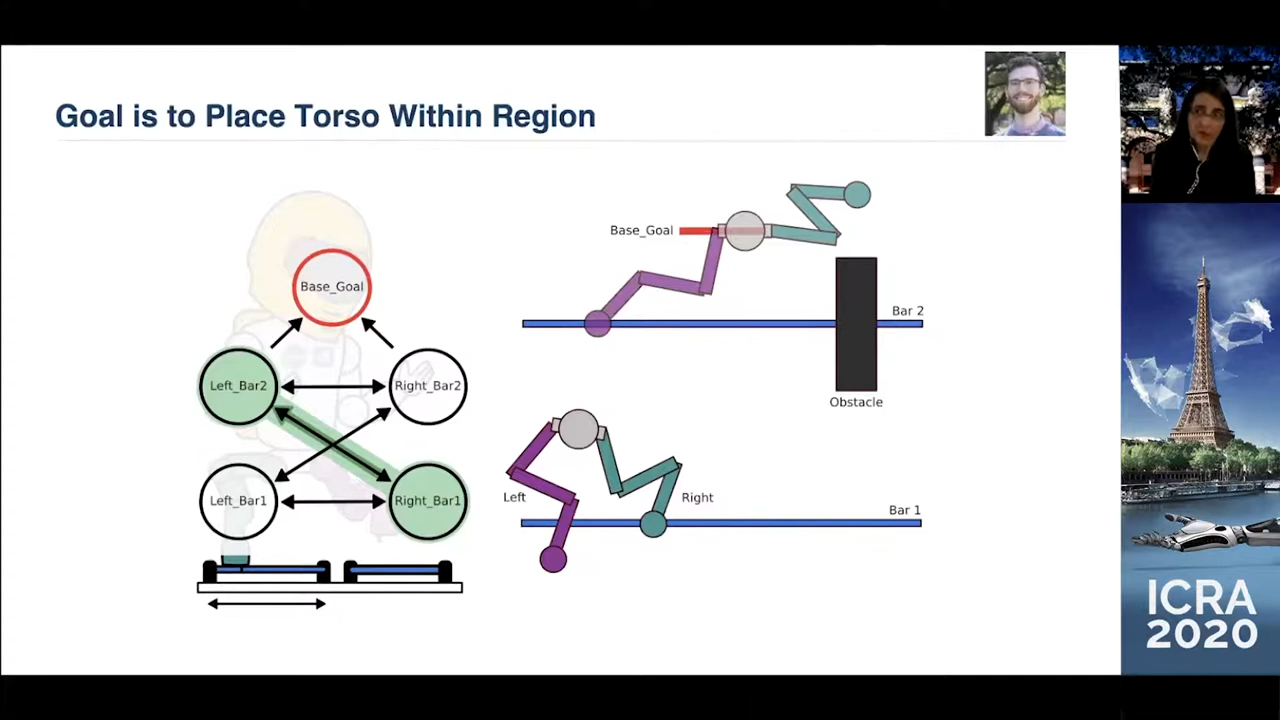 Goal is to Place Torso Within Region
Base_Goal
Left_Bar2
Right_Bar2
Left_Bar1
Right_Bar1
Base_Goal
Bar 2
Obstacle
Left
Right
Bar 1
ICRA
2020